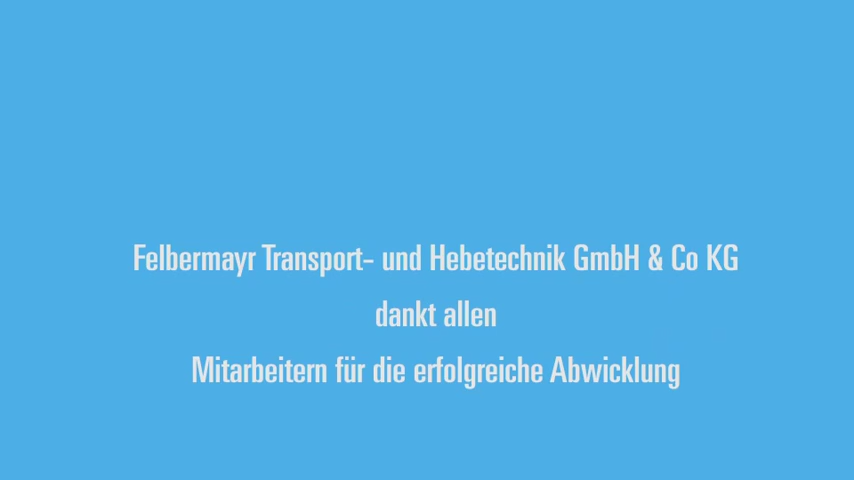 Felbermayr Transport- und Hebetechnik GmbH & Co KG
dankt allen
Mitarbeitern für die erfolgreiche Abwicklung